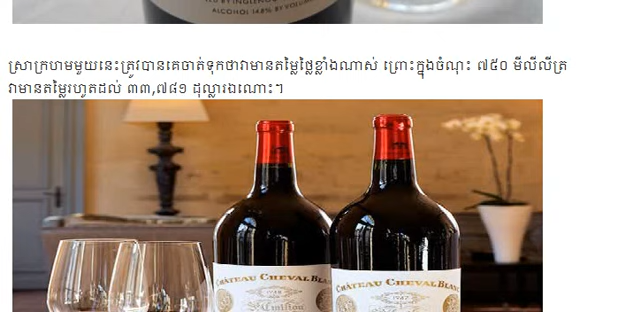 ALCOHOL 14.8% BY VOLUME
ស្រាក្រហមមួយនេះត្រូវបានគេចាត់ទុកថាវាមានតម្លៃថ្លៃខ្លាំងណាស់ ព្រោះក្នុងចំណុះ ៧៥០ មីលីលីត្រ
វាមានតម្លៃរហូតដល់ ៣៣,៧៨១ ដុល្លារឯណោះ។
CHÂTEAU CHEVAL BLANC
CHÂTEAU CHEVAL BLANC